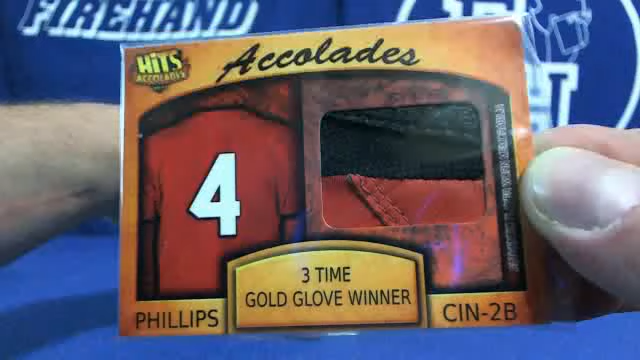 FIREHAND
HiTS
ACCOLADES
Accolades
4
3 TIME
GOLD GLOVE WINNER
PHILLIPS
CIN-2B